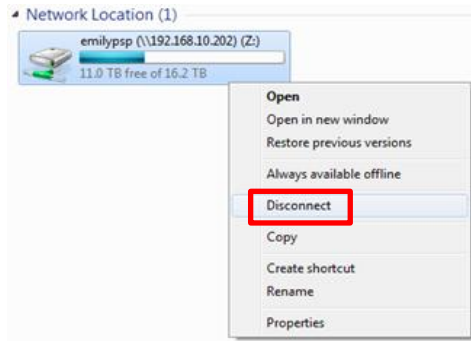 Network Location (1)
emilypsp (\\192.168.10.202) (Z:)
11.0 TB free of 16.2 TB
Open
Open in new window
Restore previous versions
Always available offline
Disconnect
Copy
Create shortcut
Rename
Properties